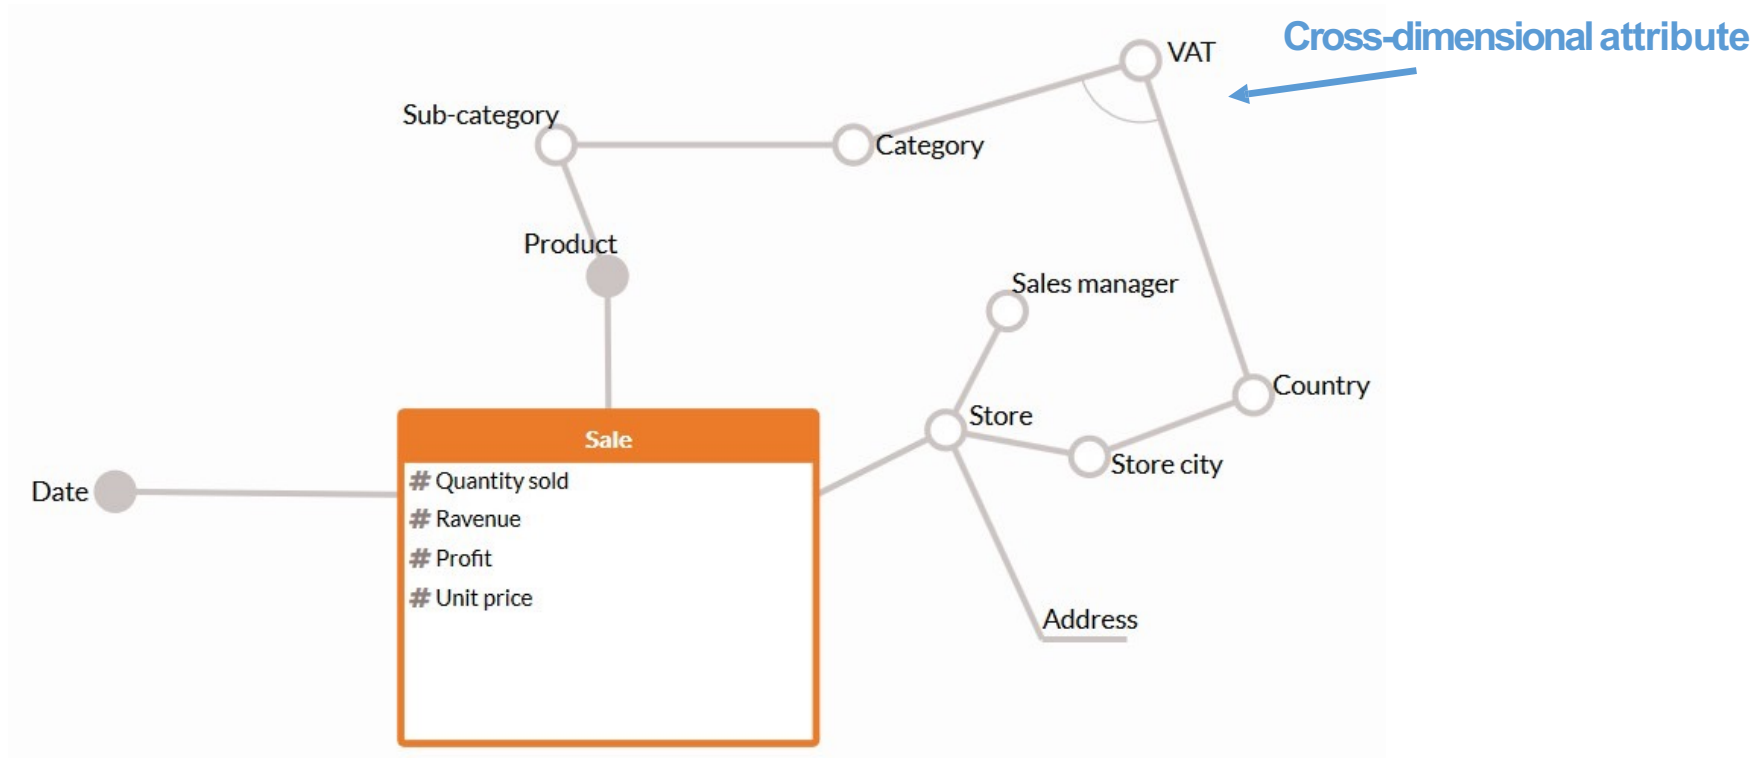 Cross-dimensional attribute
VAT
Sub-category
Category
Product
Sales manager
Country
Store
Store city
Sale
Date
# Quantity sold
# Ravenue
# Profit
# Unit price
Address